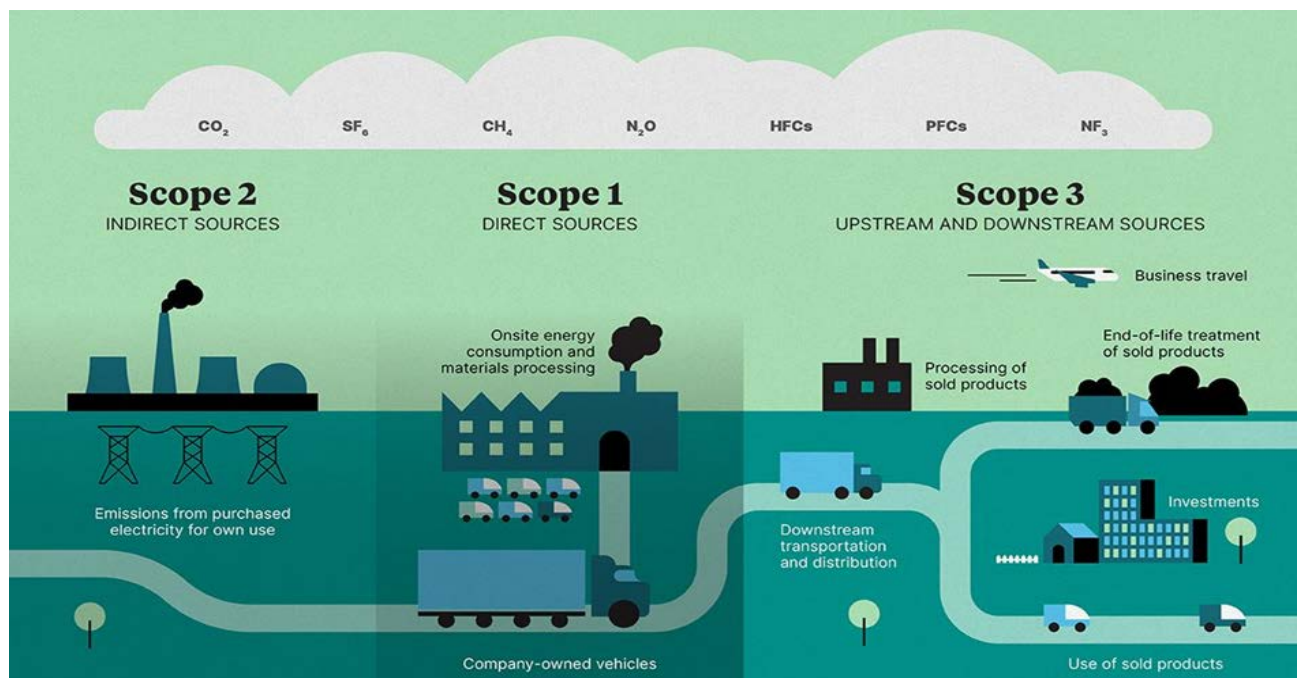 CO₂ SF₆ CH₄ N₂O HFCs PFCs NF₃
Scope 2
INDIRECT SOURCES
Scope 1
DIRECT SOURCES
Scope 3
UPSTREAM AND DOWNSTREAM SOURCES
Business travel
Onsite energy
consumption and
materials processing
End-of-life treatment
of sold products
Processing of
sold products
Emissions from purchased
electricity for own use
Investments
Downstream
transportation
and distribution
Company-owned vehicles
Use of sold products